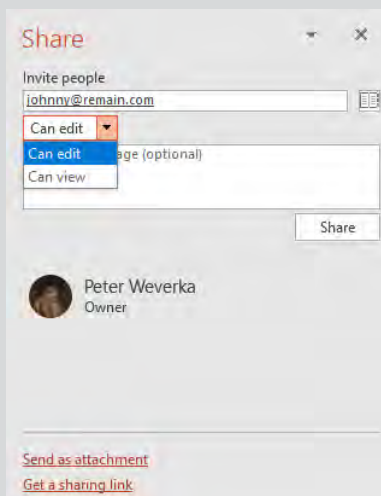 Share
Invite people
johnny@remain.com
Can edit
Can edit
age (optional)
Can view
Share
Peter Weverka
Owner
Send as attachment
Get a sharing link